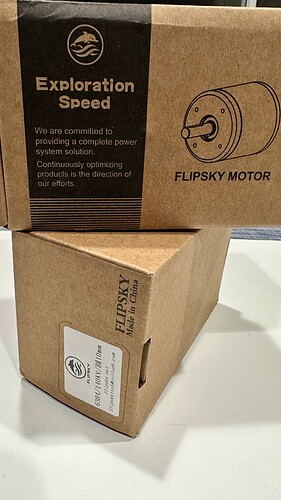 Exploration
Speed
We are committed to
providing a complete power
system solution.
Continuously optimizing
products is the direction of
our efforts.
FLIPSKY MOTOR
FLIPSKY
Made in China
FLIPSKY